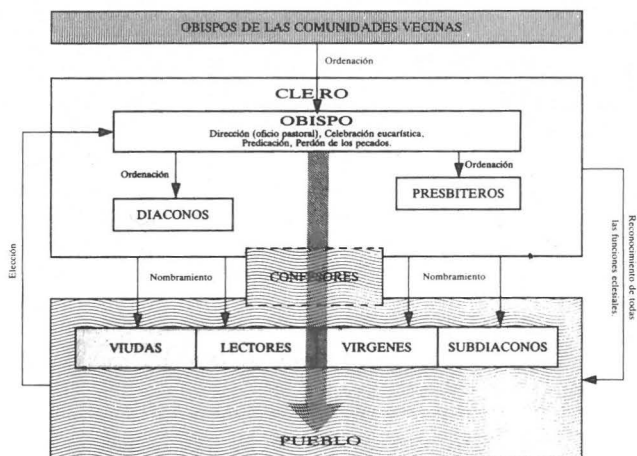 OBISPOS DE LAS COMUNIDADES VECINAS
Ordenación
CLERO
OBISPO
Dirección (oficio pastoral), Celebración eucarística.
Predicación, Perdón de los pecados.
Ordenación
Ordenación
DIACONOS
PRESBITEROS
Elección
Reconocimiento de todas
las funciones eclesiales.
Nombramiento
CONFESORES
Nombramiento
VIUDAS
LECTORES
VIRGENES
SUBDIACONOS
PUEBLO